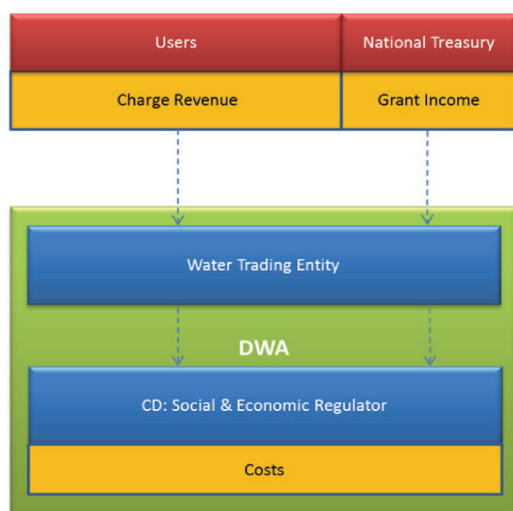 Users
National Treasury
Charge Revenue
Grant Income
Water Trading Entity
DWA
CD: Social & Economic Regulator
Costs